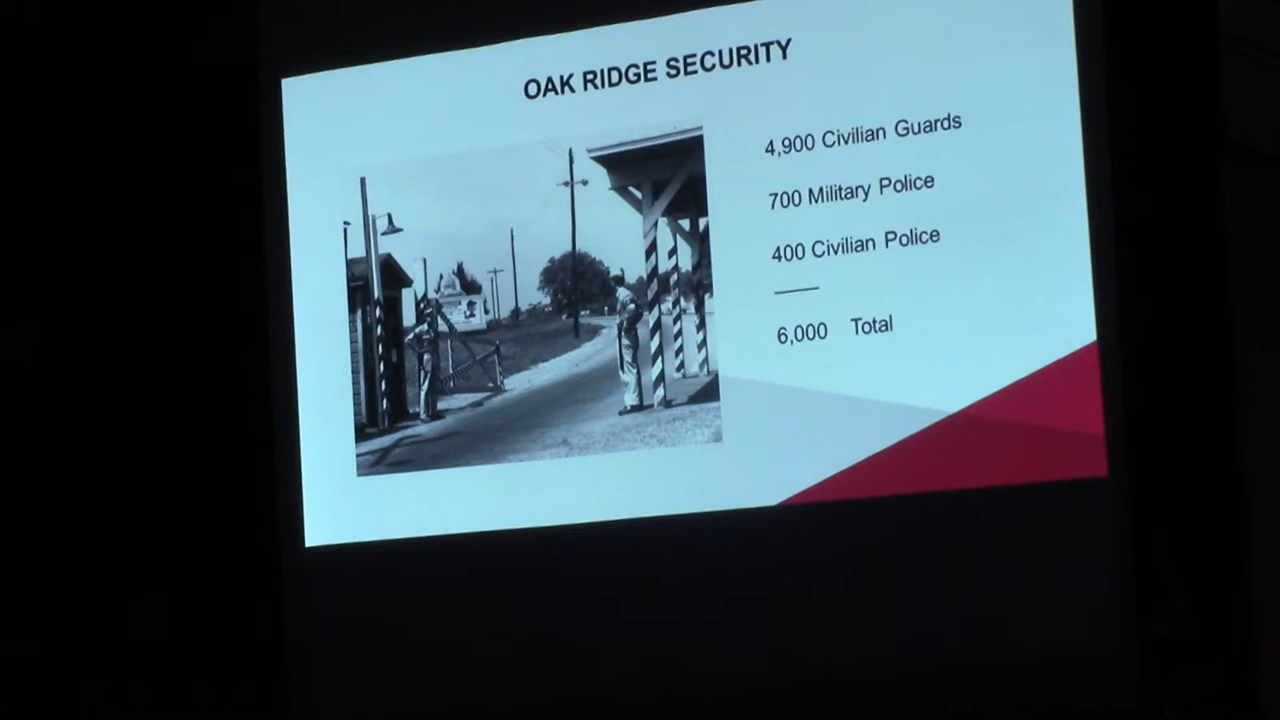 OAK RIDGE SECURITY
4,900 Civilian Guards
700 Military Police
400 Civilian Police
6,000 Total